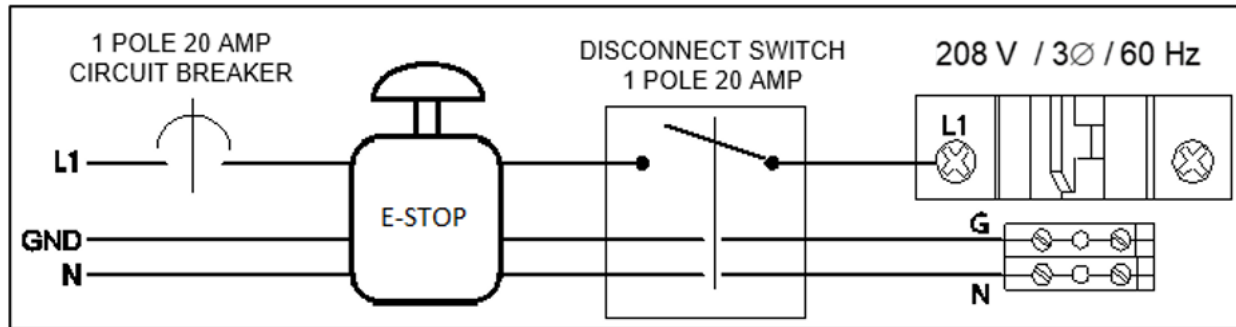 1 POLE 20 AMP
CIRCUIT BREAKER
DISCONNECT SWITCH
1 POLE 20 AMP
208 V / 3∅ / 60 Hz
L1
L1
E-STOP
GND
G
N
N